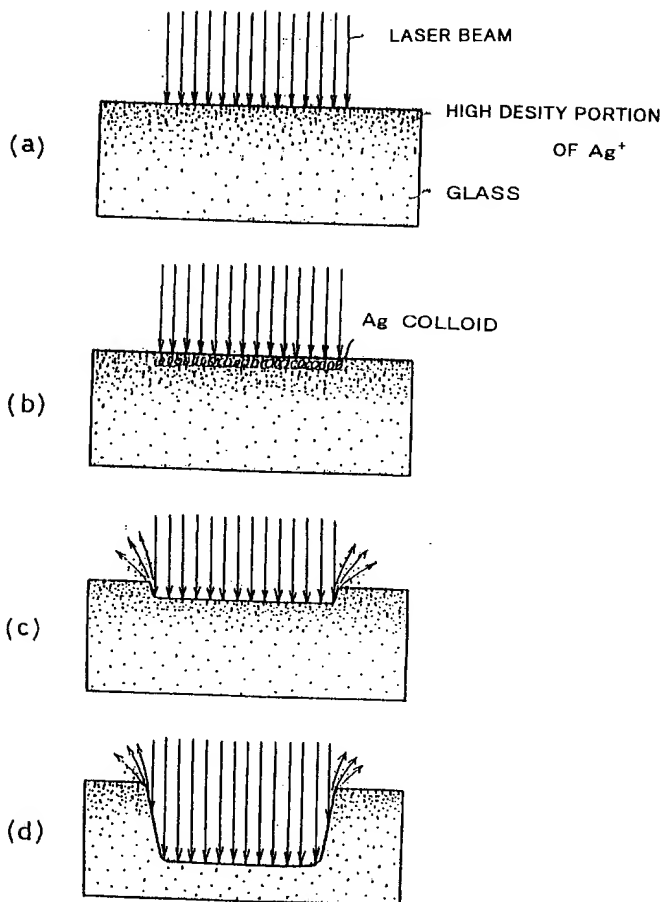 LASER BEAM
(a)
HIGH DESITY PORTION
OF Ag+
GLASS
(b)
Ag COLLOID
(c)
(d)